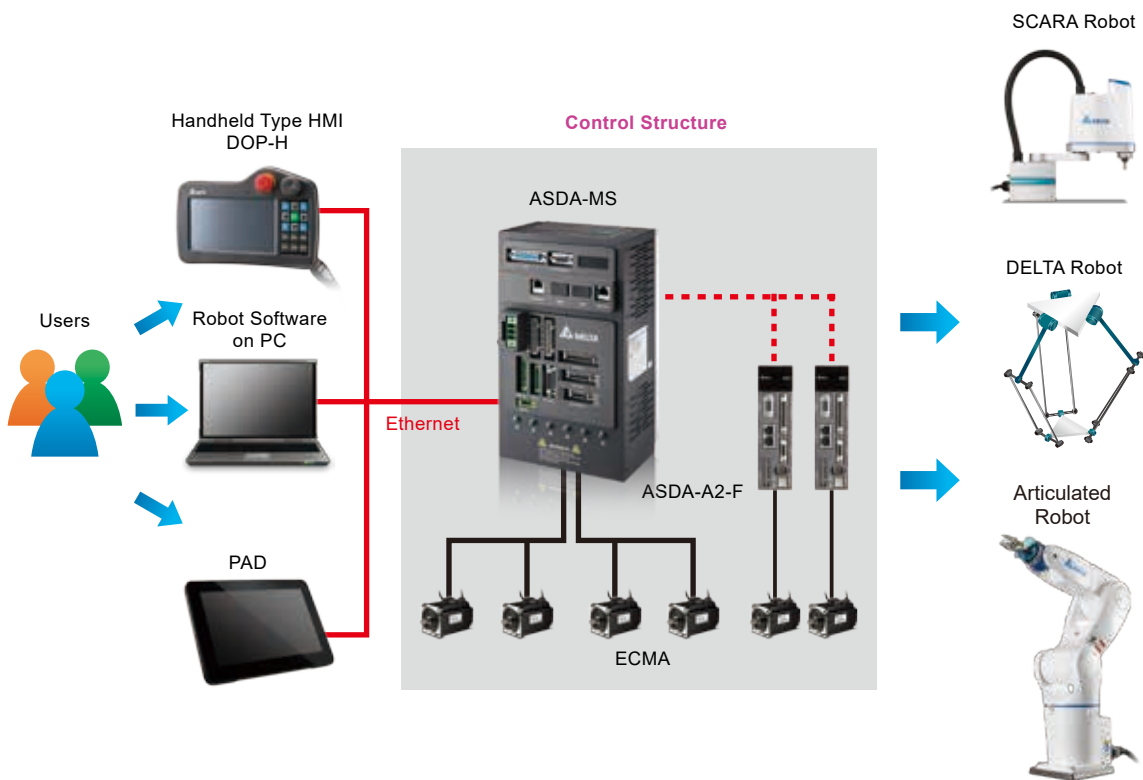 SCARA Robot
Handheld Type HMI
DOP-H
Control Structure
ASDA-MS
DELTA Robot
Users
Robot Software
on PC
DELTA
Ethernet
ASDA-A2-F
Articulated
Robot
PAD
ECMA